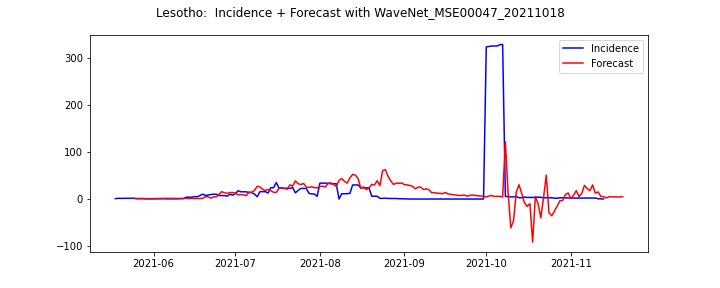 Lesotho:  Incidence + Forecast with WaveNet_MSE00047_20211018
Incidence
Forecast
300
200
100
0
−100
2021-06 2021-07 2021-08 2021-09 2021-10 2021-11